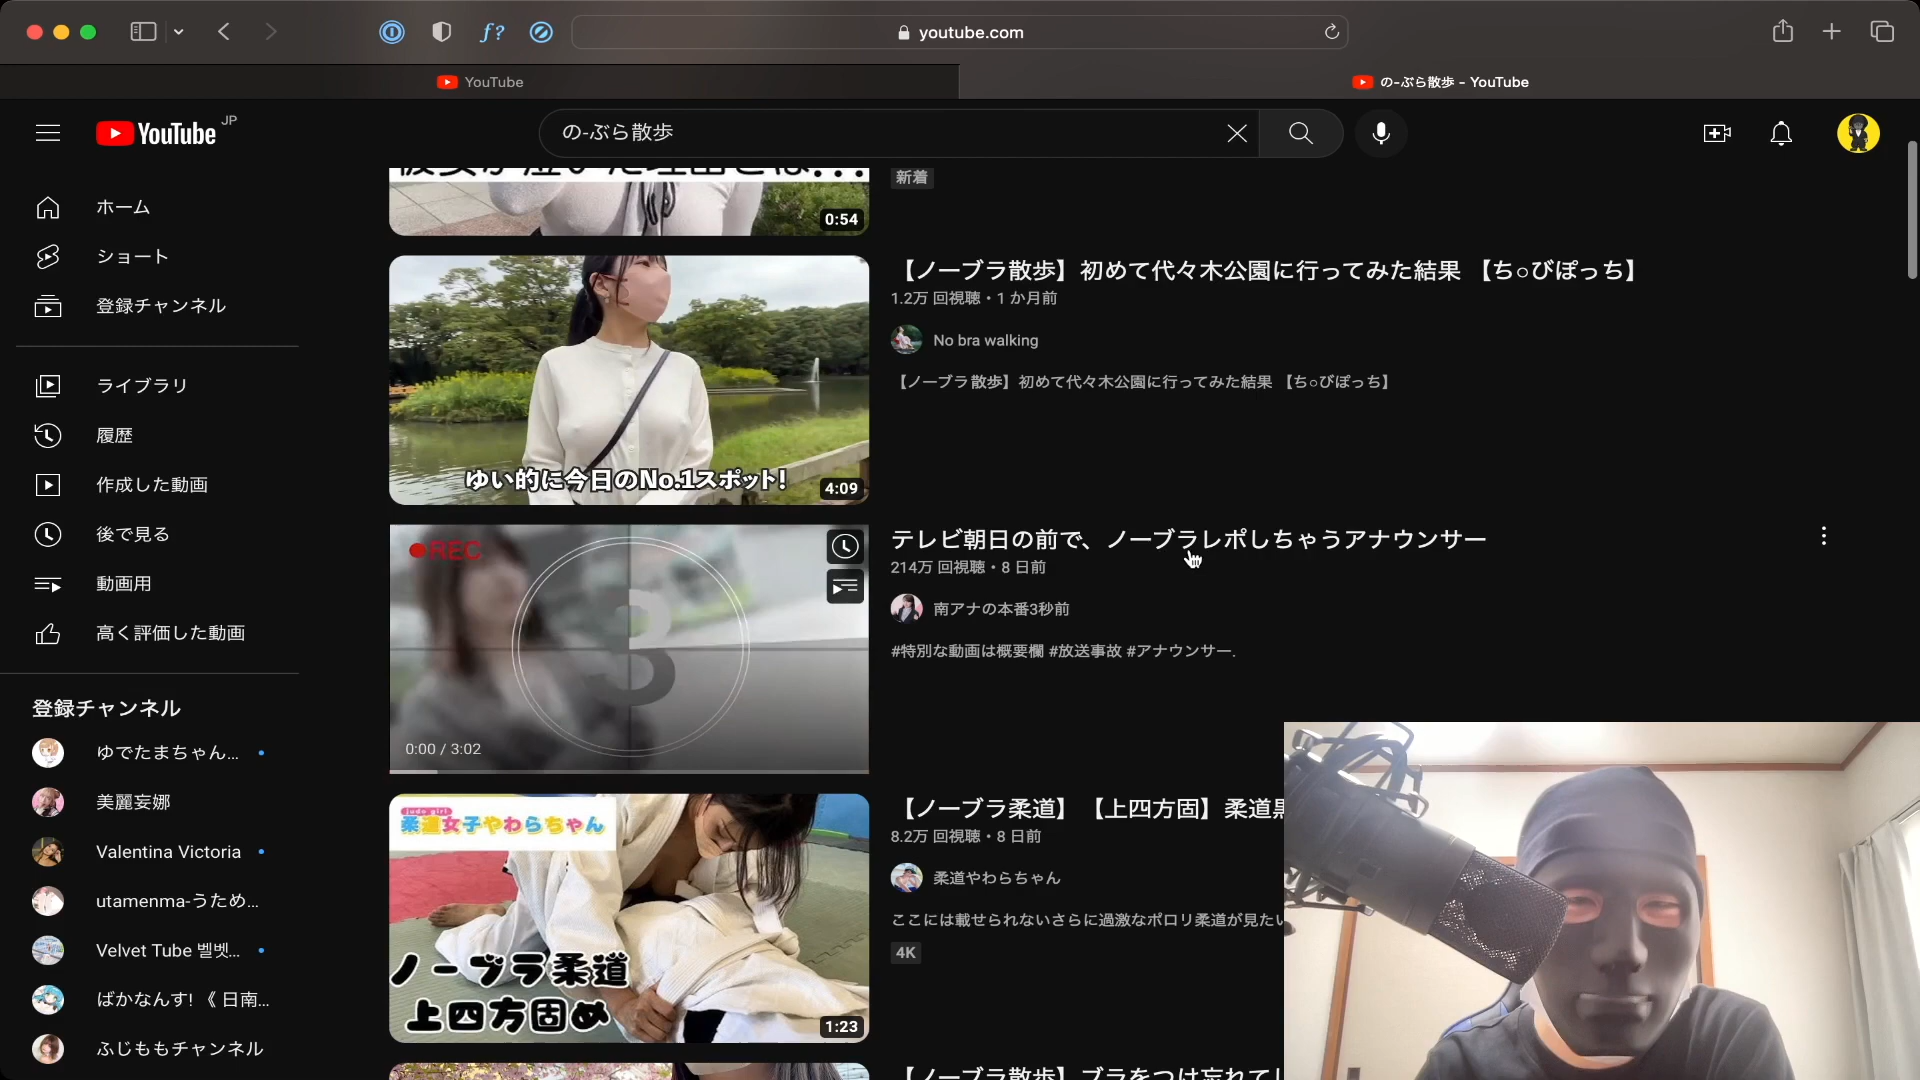 youtube.com
YouTube
の-ぶら散歩 - YouTube
YouTube JP
の-ぶら散歩
ホーム
ショート
登録チャンネル
ライブラリ
履歴
作成した動画
後で見る
動画用
高く評価した動画
登録チャンネル
ゆでたまちゃん...
美麗妄娜
Valentina Victoria
utamenma-うため...
Velvet Tube 벨벳...
ばかなんす! 《 日南...
ふじももチャンネル
0:54
新着
ゆい的に今日のNo.1スポット!
4:09
【ノーブラ散歩】初めて代々木公園に行ってみた結果 【ち○びぽっち】
1.2万 回視聴・1 か月前
No bra walking
【ノーブラ散歩】初めて代々木公園に行ってみた結果 【ち○びぽっち】
REC
3
0:00 / 3:02
テレビ朝日の前で、ノーブラレポしちゃうアナウンサー
214万 回視聴・8 日前
南アナの本番3秒前
#特別な動画は概要欄 #放送事故 #アナウンサー.
judo girl
柔道女子やわらちゃん
ノーブラ柔道
上四方固め
1:23
【ノーブラ柔道】【上四方固】柔道
8.2万 回視聴・8 日前
柔道やわらちゃん
ここには載せられないさらに過激なポロリ柔道が見たい
4K
【ノーブラ散歩】ブラをつけ忘れて